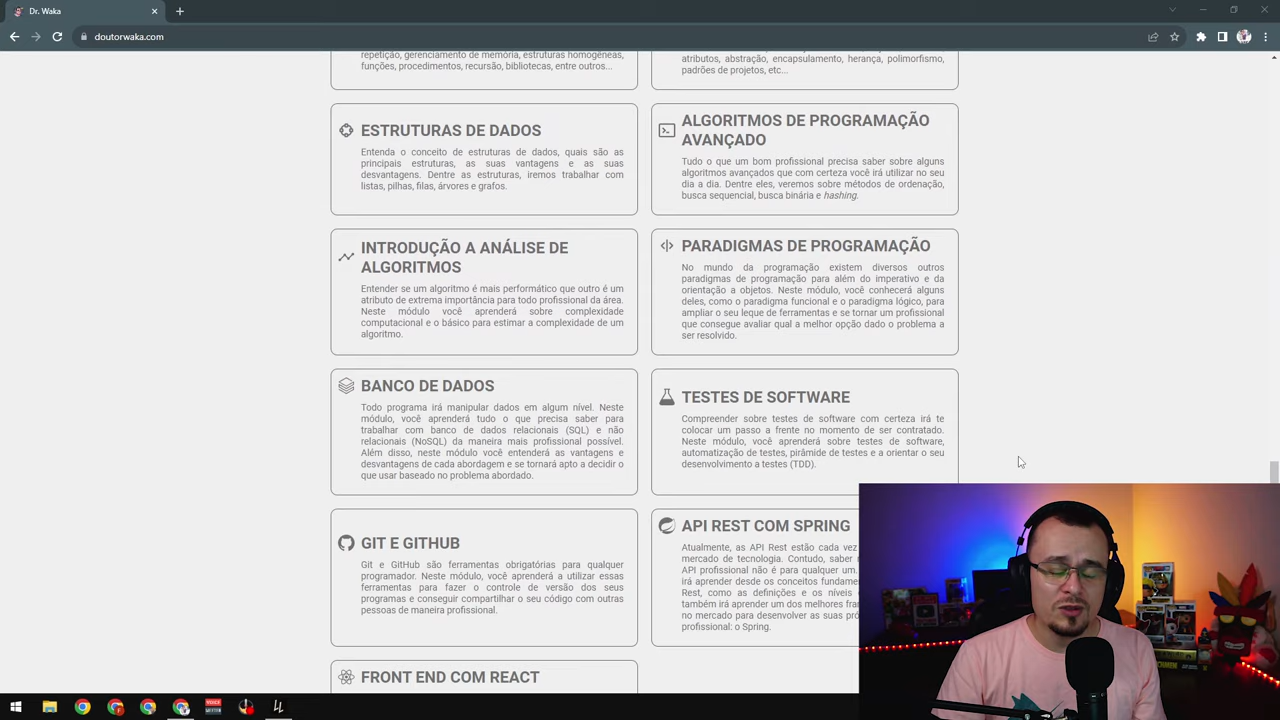 Dr. Waka
doutorwaka.com
repetição, gerenciamento de memória, estruturas homogêneas,
funções, procedimentos, recursão, bibliotecas, entre outros...
atributos, abstração, encapsulamento, herança, polimorfismo,
padrões de projetos, etc...
ESTRUTURAS DE DADOS
Entenda o conceito de estruturas de dados, quais são as
principais estruturas, as suas vantagens e as suas
desvantagens. Dentre as estruturas, iremos trabalhar com
listas, pilhas, filas, árvores e grafos.
ALGORITMOS DE PROGRAMAÇÃO
AVANÇADO
Tudo o que um bom profissional precisa saber sobre alguns
algoritmos avançados que com certeza você irá utilizar no seu
dia a dia. Dentre eles, veremos sobre métodos de ordenação,
busca sequencial, busca binária e hashing.
INTRODUÇÃO A ANÁLISE DE
ALGORITMOS
Entender se um algoritmo é mais performático que outro é um
atributo de extrema importância para todo profissional da área.
Neste módulo você aprenderá sobre complexidade
computacional e o básico para estimar a complexidade de um
algoritmo.
PARADIGMAS DE PROGRAMAÇÃO
No mundo da programação existem diversos outros
paradigmas de programação para além do imperativo e da
orientação a objetos. Neste módulo, você conhecerá alguns
deles, como o paradigma funcional e o paradigma lógico, para
ampliar o seu leque de ferramentas e se tornar um profissional
que consegue avaliar qual a melhor opção dado o problema a
ser resolvido.
BANCO DE DADOS
Todo programa irá manipular dados em algum nível. Neste
módulo, você aprenderá tudo o que precisa saber para
trabalhar com banco de dados relacionais (SQL) e não
relacionais (NoSQL) da maneira mais profissional possível.
Além disso, neste módulo você entenderá as vantagens e
desvantagens de cada abordagem e se tornará apto a decidir o
que usar baseado no problema abordado.
TESTES DE SOFTWARE
Compreender sobre testes de software com certeza irá te
colocar um passo a frente no momento de ser contratado.
Neste módulo, você aprenderá sobre testes de software,
automatização de testes, pirâmide de testes e a orientar o seu
desenvolvimento a testes (TDD).
GIT E GITHUB
Git e GitHub são ferramentas obrigatórias para qualquer
programador. Neste módulo, você aprenderá a utilizar essas
ferramentas para fazer o controle de versão dos seus
programas e conseguir compartilhar o seu código com outras
pessoas de maneira profissional.
API REST COM SPRING
Atualmente, as API Rest estão cada vez
mercado de tecnologia. Contudo, saber
API profissional não é para qualquer um.
irá aprender desde os conceitos
Rest, como as definições e os níveis
também irá aprender um dos melhores
no mercado para desenvolver as suas
profissional: o Spring.
FRONT END COM REACT